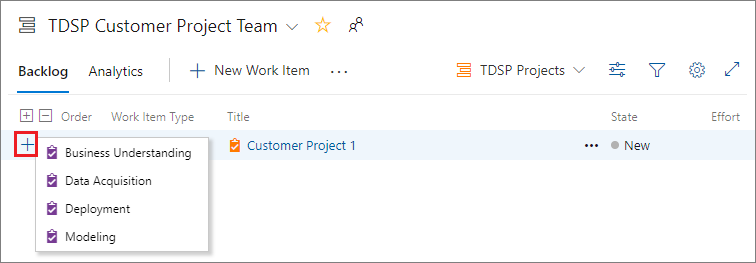 TDSP Customer Project Team
Backlog Analytics New Work Item ... TDSP Projects
Order Work Item Type Title State Effort
Customer Project 1 ... New
Business Understanding
Data Acquisition
Deployment
Modeling